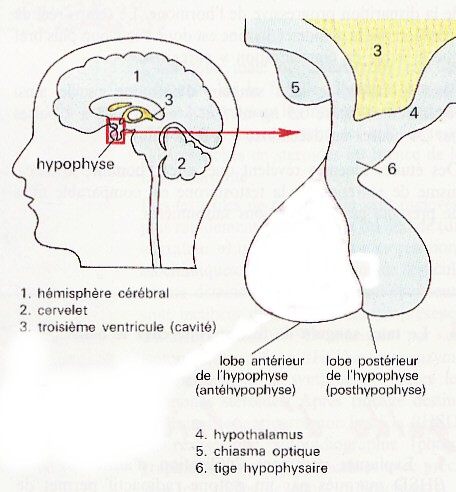 1
3
hypophyse
2
3
5
4
6
1. hémisphère cérébral
2. cervelet
3. troisième ventricule (cavité)
lobe antérieur
de l'hypophyse
(antéhypophyse)
lobe postérieur
de l'hypophyse
(posthypophyse)
4. hypothalamus
5. chiasma optique
6. tige hypophysaire